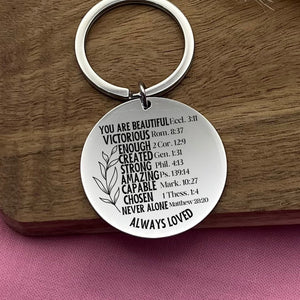 YOU ARE BEAUTIFUL Eccl. 3:11
VICTORIOUS Rom. 8:37
ENOUGH 2 Cor. 12:9
CREATED Gen. 1:31
STRONG Phil. 4:13
AMAZING Ps. 139:14
CAPABLE Mark. 10:27
CHOSEN 1 Thess. 1:4
NEVER ALONE Matthew 28:20
ALWAYS LOVED